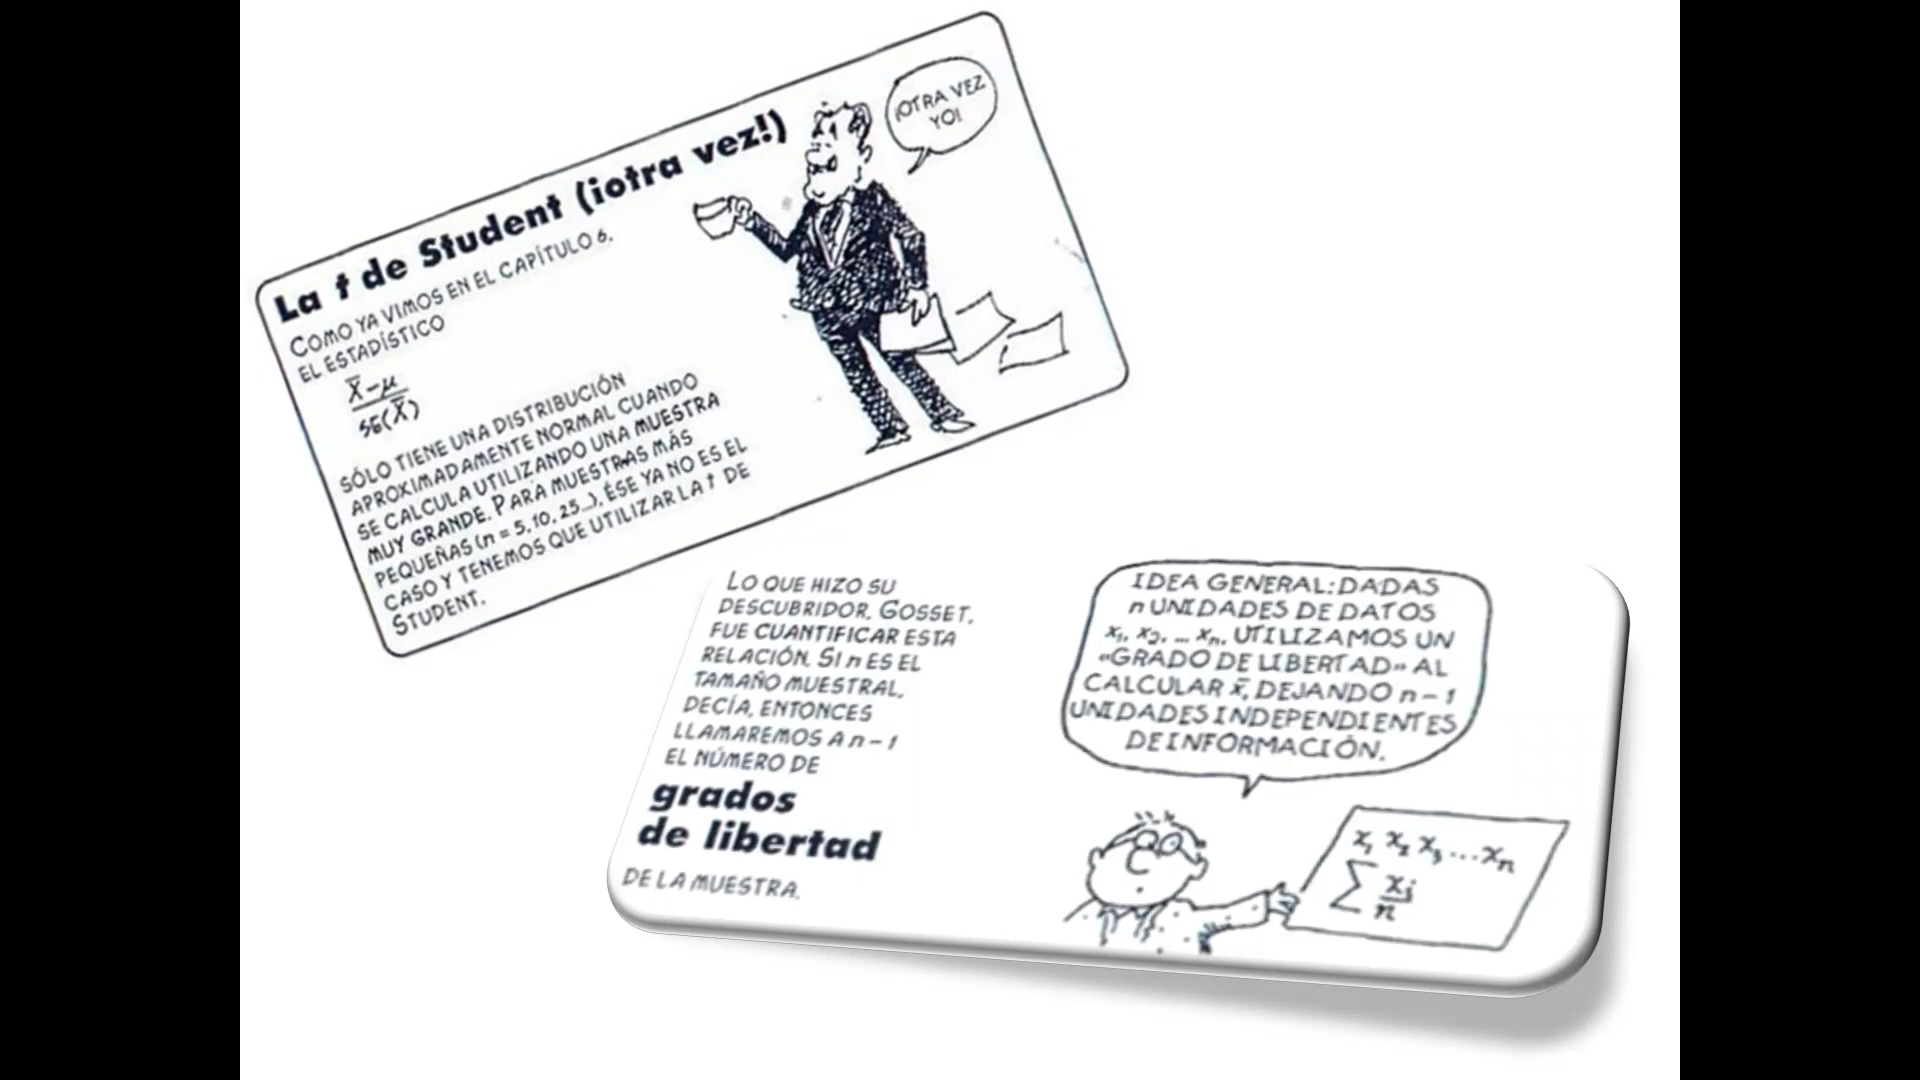 La t de Student (¡otra vez!)
¡OTRA VEZ
YO!
COMO YA VIMOS EN EL CAPÍTULO 6,
EL ESTADÍSTICO
X̄ - μ
SE(X̄)
SÓLO TIENE UNA DISTRIBUCIÓN
APROXIMADAMENTE NORMAL CUANDO
SE CALCULA UTILIZANDO UNA MUESTRA
MUY GRANDE. PARA MUESTRAS MÁS
PEQUEÑAS (n = 5, 10, 25...), ÉSE YA NO ES EL
CASO Y TENEMOS QUE UTILIZAR LA t DE
STUDENT.
LO QUE HIZO SU
DESCUBRIDOR, GOSSET,
FUE CUANTIFICAR ESTA
RELACIÓN. SI n ES EL
TAMAÑO MUESTRAL,
DECÍA, ENTONCES
LLAMAREMOS A n - 1
EL NÚMERO DE
grados
de libertad
DE LA MUESTRA.
IDEA GENERAL: DADAS
n UNIDADES DE DATOS
x₁, x₂, ... xₙ, UTILIZAMOS UN
«GRADO DE LIBERTAD» AL
CALCULAR x̄, DEJANDO n - 1
UNIDADES INDEPENDIENTES
DE INFORMACIÓN.
x₁ x₂ x₃ ... xₙ
∑ xᵢ
n